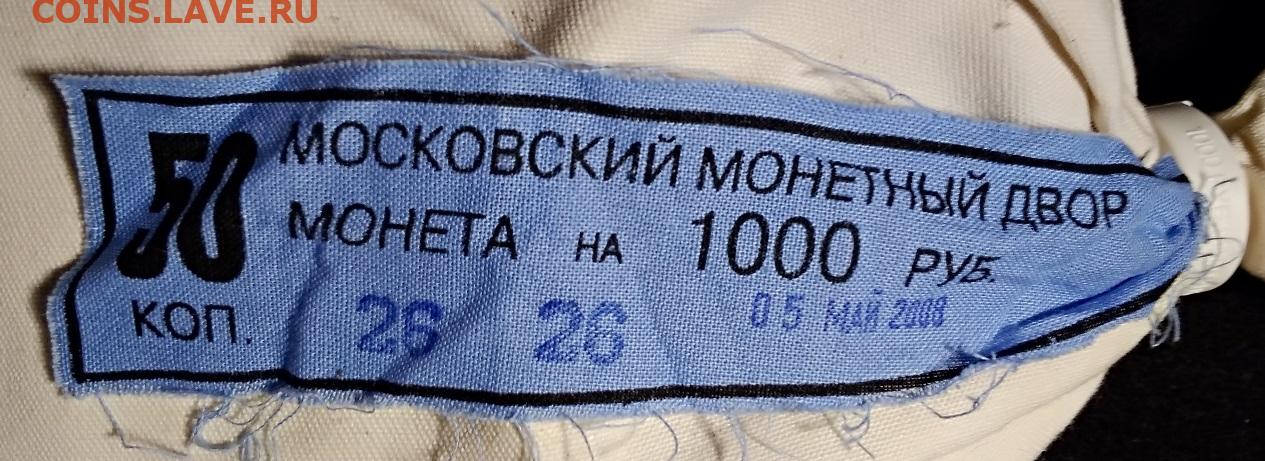 COINS.LAVE.RU
50 МОСКОВСКИЙ МОНЕТНЫЙ ДВОР
МОНЕТА НА 1000 РУБ.
КОП. 26 26 05 МАЙ 2008